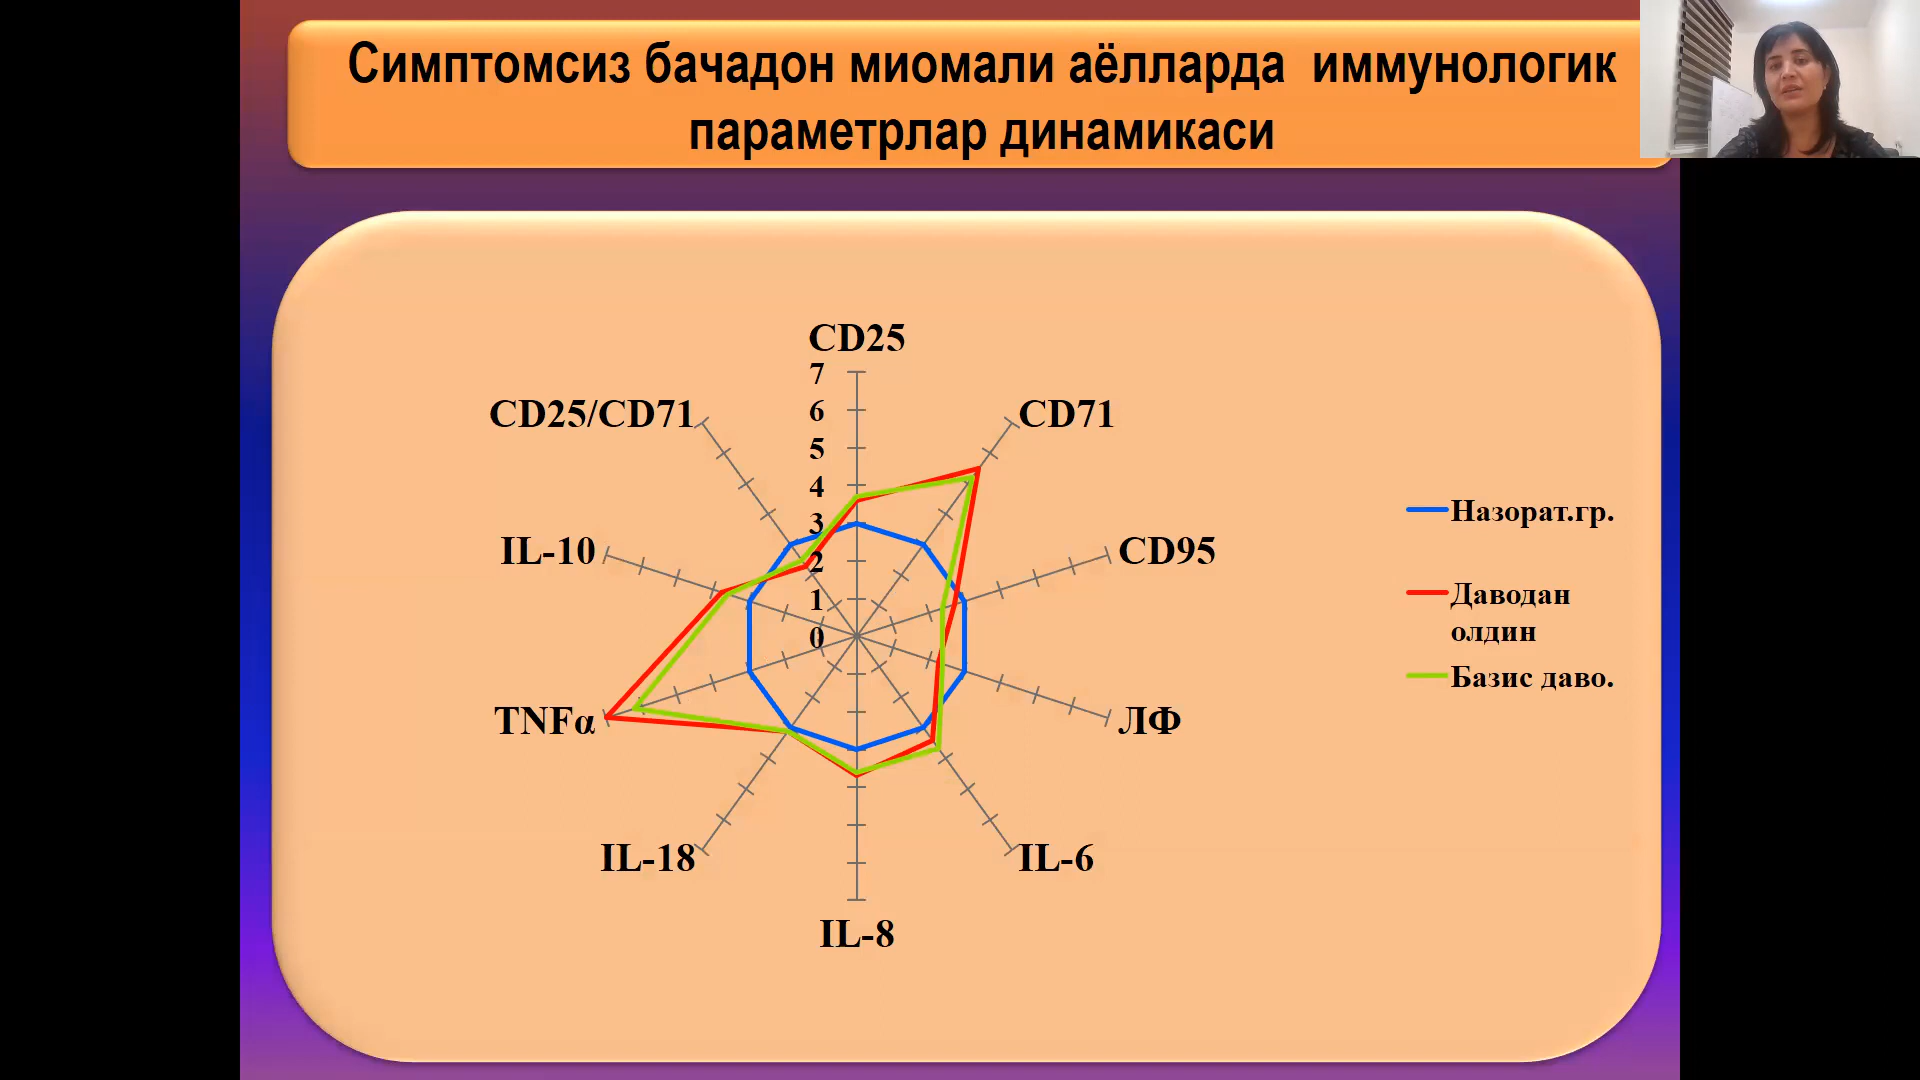 Симптомсиз бачадон миомали аёлларда иммунологик
параметрлар динамикаси
CD25
7
6
5
4
3
2
1
0
CD25/CD71
CD71
IL-10
CD95
TNFα
ЛФ
IL-18
IL-6
IL-8
Назорат.гр.
Даводан
олдин
Базис даво.